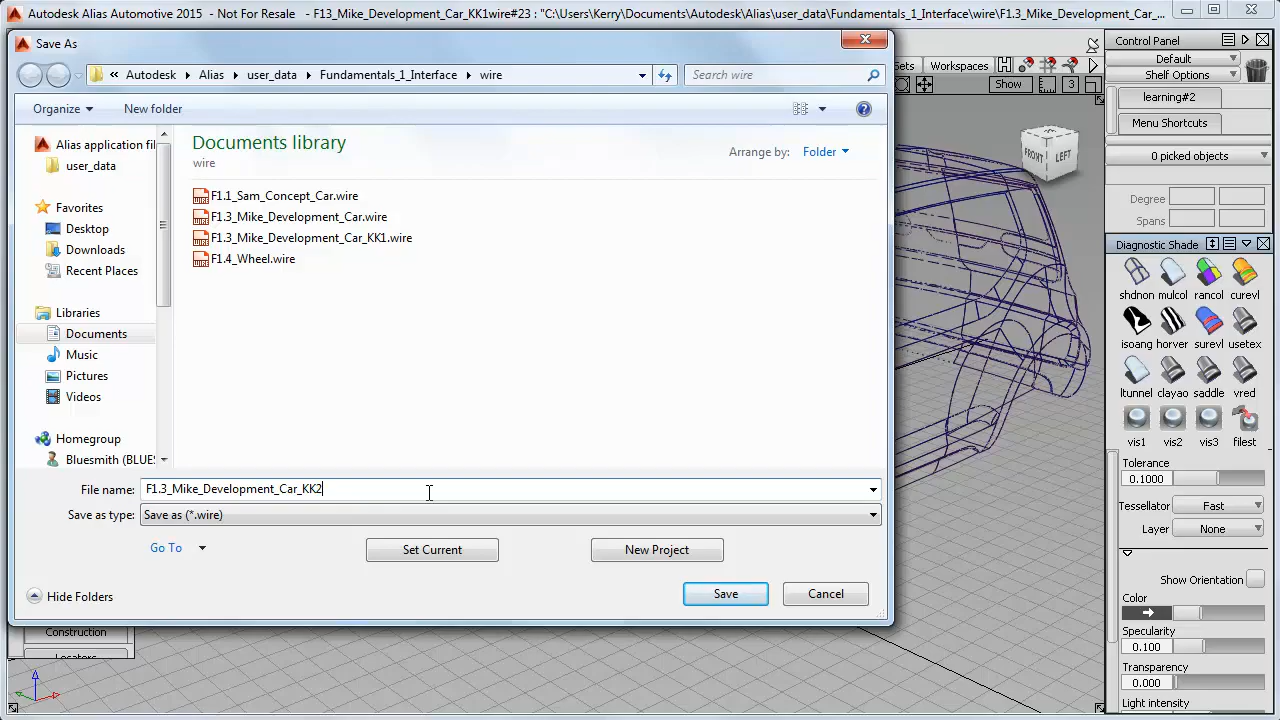 Autodesk Alias Automotive 2015 - Not For Resale - F13_Mike_Development_Car_KK1wire#23 : "C:\Users\Kerry\Documents\Autodesk\Alias\user_data\Fundamentals_1_Interface\wire\F1.3_Mike_Development_Car_...
Save As
« Autodesk Alias user_data Fundamentals_1_Interface wire
Search wire
Organize
New folder
Alias application fil
user_data
Favorites
Desktop
Downloads
Recent Places
Libraries
Documents
Music
Pictures
Videos
Homegroup
Bluesmith (BLUES
Documents library
wire
Arrange by: Folder
F1.1_Sam_Concept_Car.wire
F1.3_Mike_Development_Car.wire
F1.3_Mike_Development_Car_KK1.wire
F1.4_Wheel.wire
File name: F1.3_Mike_Development_Car_KK2
Save as type: Save as (*.wire)
Go To
Set Current
New Project
Hide Folders
Save
Cancel
Construction
Workspaces
Show
3
FRONT
LEFT
Control Panel
Default
Shelf Options
learning#2
Menu Shortcuts
0 picked objects
Degree
Spans
Diagnostic Shade
shdnon mulcol rancol curevl
isoang horver surevl usetex
ltunnel clayao saddle vred
vis1 vis2 vis3 filest
Tolerance
0.1000
Tessellator Fast
Layer None
Show Orientation
Color
Specularity
0.100
Transparency
0.000
Light intensity